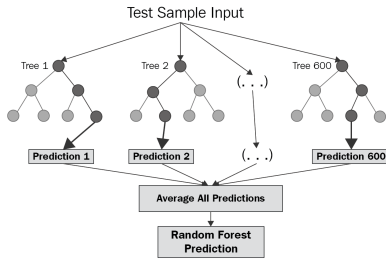 Test Sample Input
Tree 1
Tree 2
(. . .)
Tree 600
Prediction 1
Prediction 2
(. . .)
Prediction 600
Average All Predictions
Random Forest
Prediction